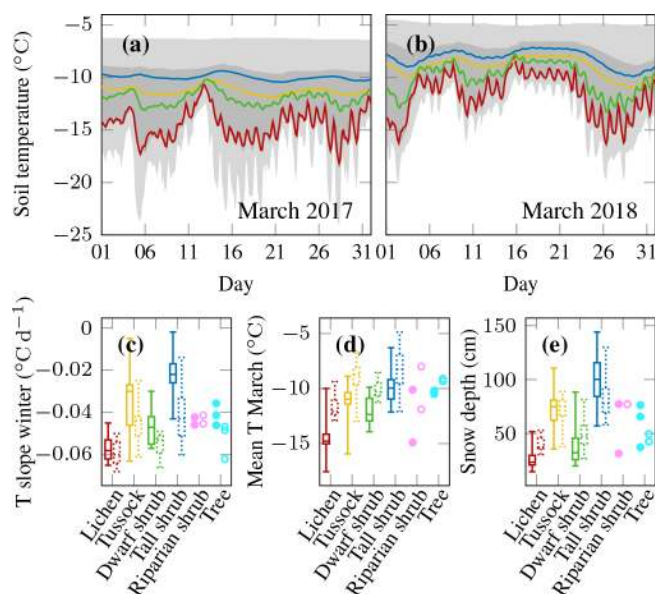 Soil temperature (°C)
−5
−10
−15
−20
−25
(a)
March 2017
01 06 11 16 21 26 31
Day
(b)
March 2018
01 06 11 16 21 26 31
Day
T slope winter (°C d−1)
0
−0.02
−0.04
−0.06
(c)
Lichen
Tussock
Dwarf shrub
Tall shrub
Riparian shrub
Tree
Mean T March (°C)
−5
−10
−15
(d)
Lichen
Tussock
Dwarf shrub
Tall shrub
Riparian shrub
Tree
Snow depth (cm)
150
100
50
(e)
Lichen
Tussock
Dwarf shrub
Tall shrub
Riparian shrub
Tree